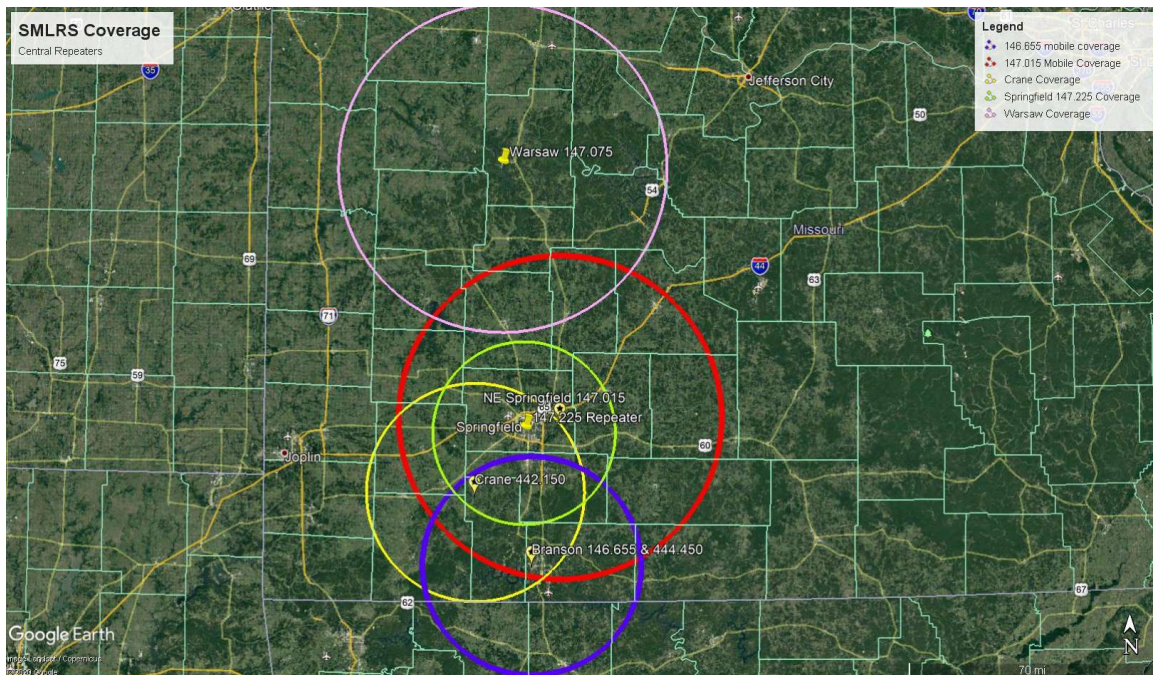 SMLRS Coverage
Central Repeaters
Legend
146.655 mobile coverage
147.015 Mobile Coverage
Crane Coverage
Springfield 147.225 Coverage
Warsaw Coverage
35
Jefferson City
50
Warsaw 147.075
54
Missouri
69
44
63
71
75
59
NE Springfield 147.015
65
147.225 Repeater
Springfield
60
Joplin
Crane 442.150
Branson 146.655 & 444.450
62
67
Google Earth
Image Landsat / Copernicus
N
70 mi